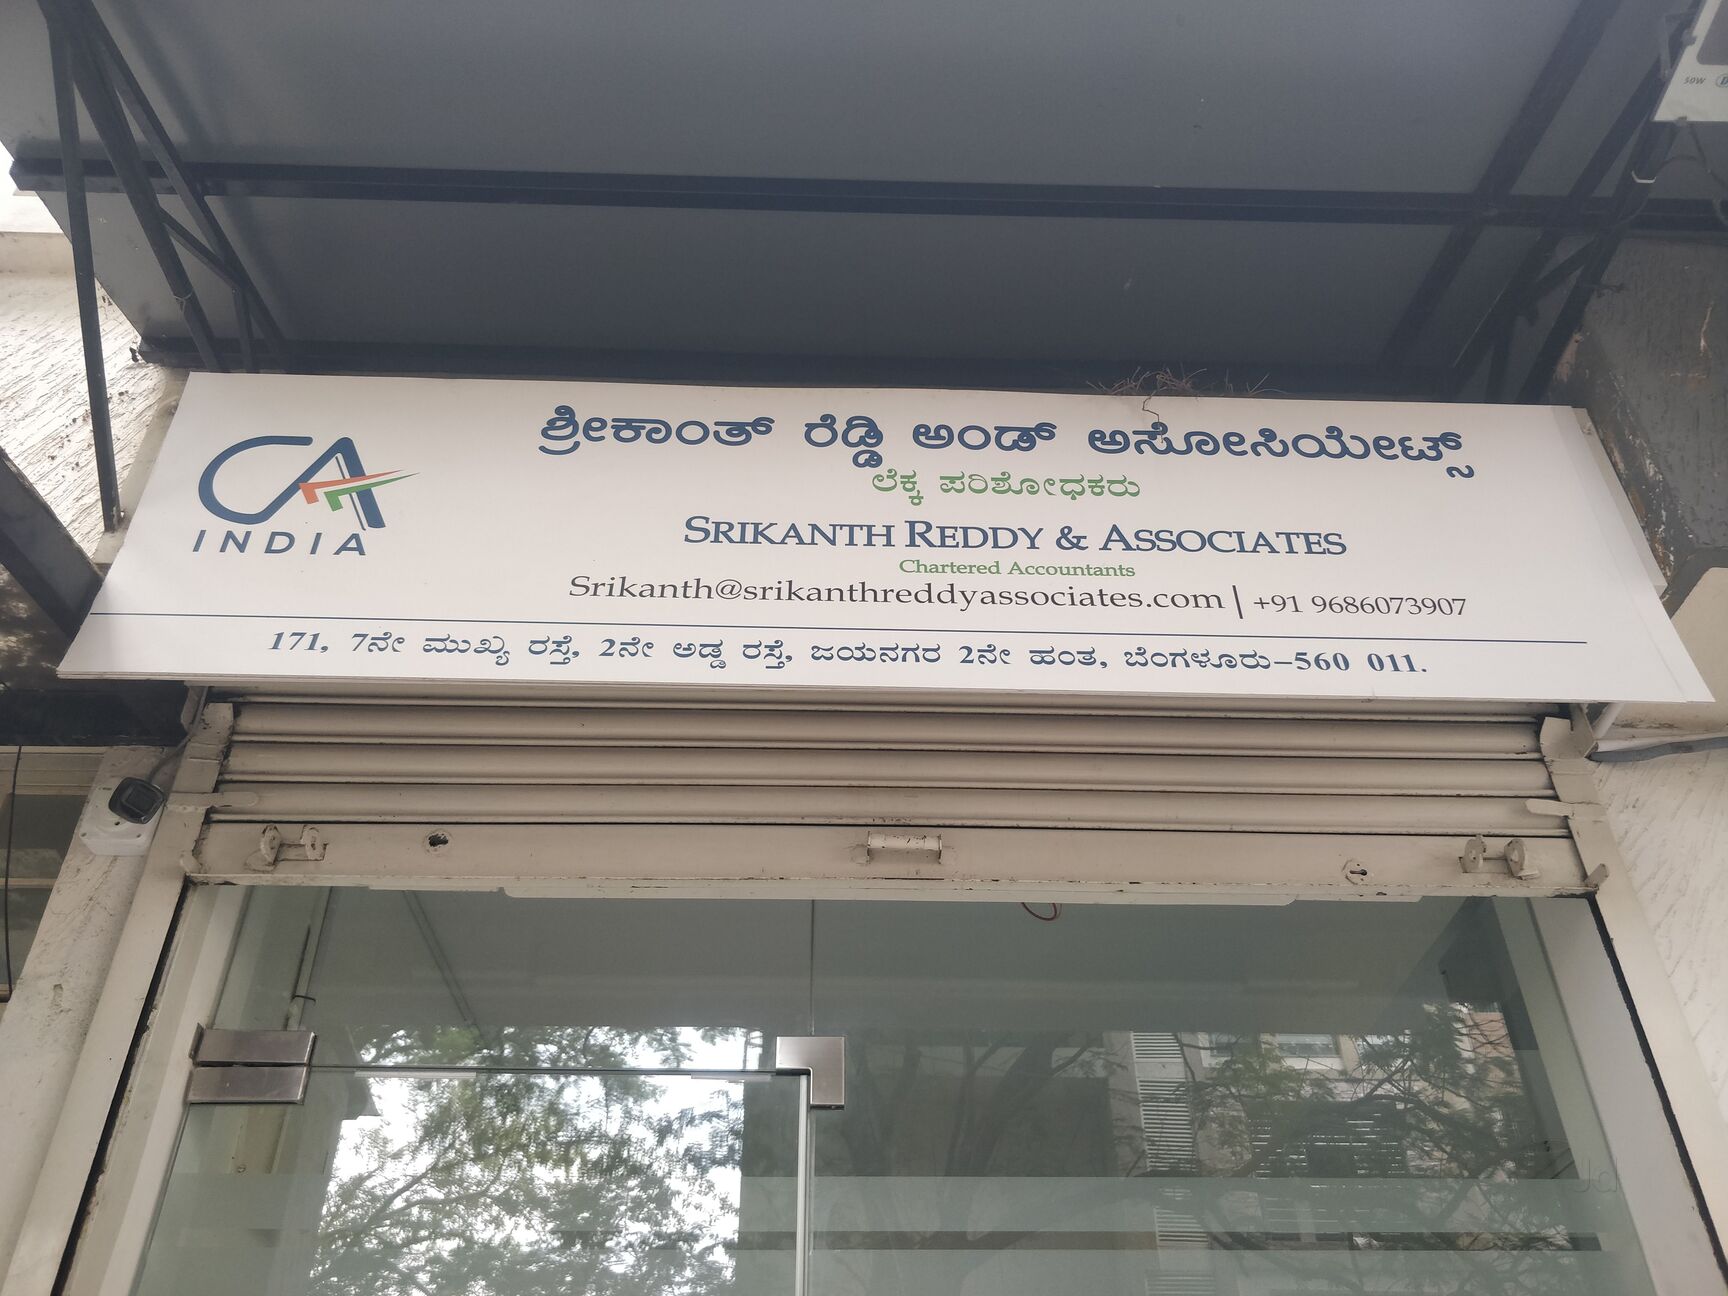 ಶ್ರೀಕಾಂತ್ ರೆಡ್ಡಿ ಅಂಡ್ ಅಸೋಸಿಯೇಟ್ಸ್
ಲೆಕ್ಕ ಪರಿಶೋಧಕರು
CA
INDIA
SRIKANTH REDDY & ASSOCIATES
Chartered Accountants
Srikanth@srikanthreddyassociates.com | +91 9686073907
171, 7ನೇ ಮುಖ್ಯ ರಸ್ತೆ, 2ನೇ ಅಡ್ಡ ರಸ್ತೆ, ಜಯನಗರ 2ನೇ ಹಂತ, ಬೆಂಗಳೂರು-560 011.
50W